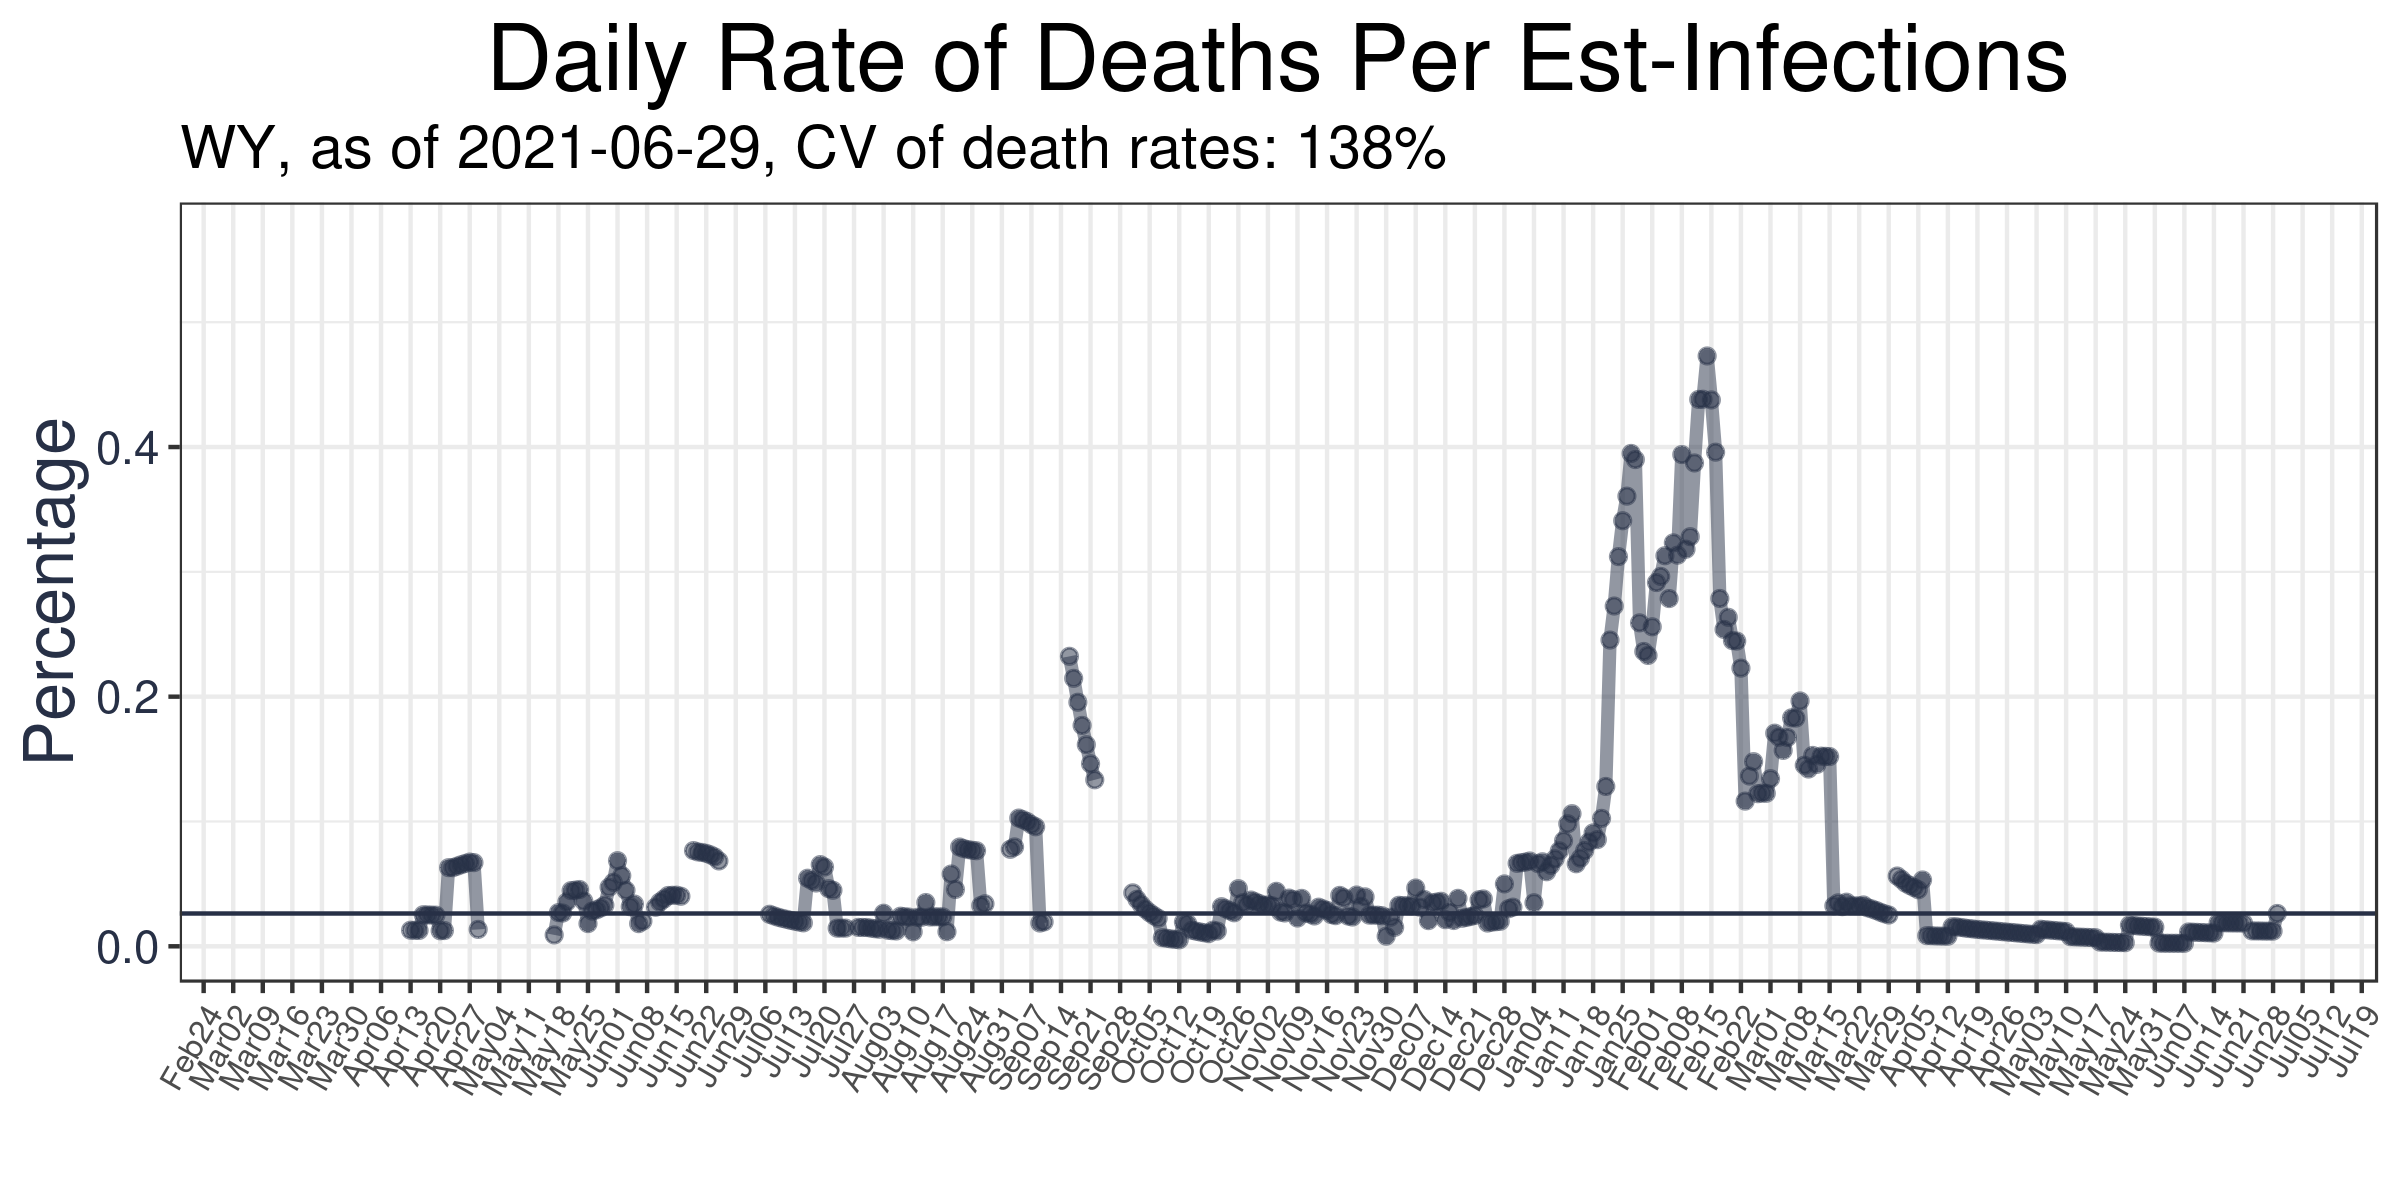 Daily Rate of Deaths Per Est-Infections
WY, as of 2021-06-29, CV of death rates: 138%
Percentage
0.4
0.2
0.0
Feb24
Mar02
Mar09
Mar16
Mar23
Mar30
Apr06
Apr13
Apr20
Apr27
May04
May11
May18
May25
Jun01
Jun08
Jun15
Jun22
Jun29
Jul06
Jul13
Jul20
Jul27
Aug03
Aug10
Aug17
Aug24
Aug31
Sep07
Sep14
Sep21
Sep28
Oct05
Oct12
Oct19
Oct26
Nov02
Nov09
Nov16
Nov23
Nov30
Dec07
Dec14
Dec21
Dec28
Jan04
Jan11
Jan18
Jan25
Feb01
Feb08
Feb15
Feb22
Mar01
Mar08
Mar15
Mar22
Mar29
Apr05
Apr12
Apr19
Apr26
May03
May10
May17
May24
May31
Jun07
Jun14
Jun21
Jun28
Jul05
Jul12
Jul19